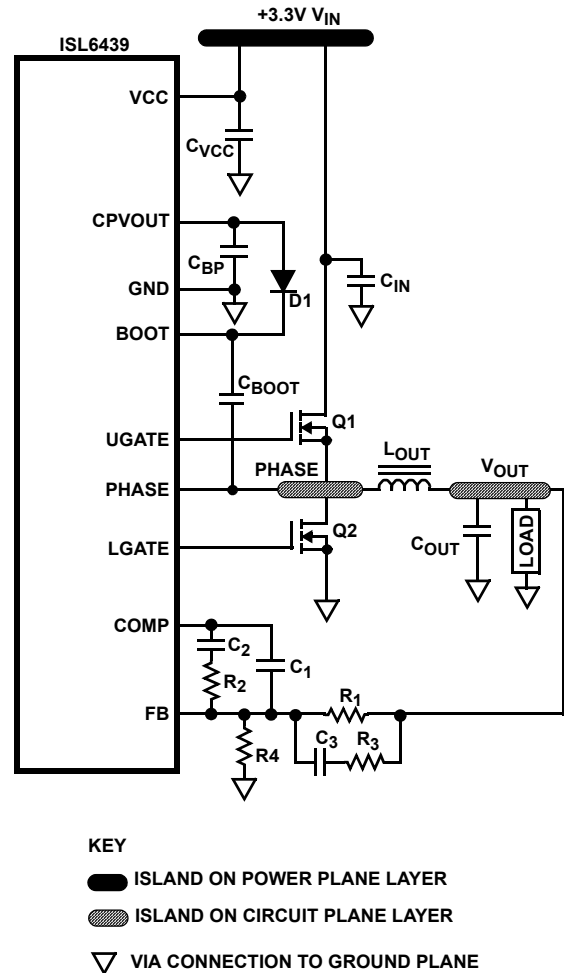 +3.3V VIN
ISL6439
VCC
CVCC
CPVOUT
CBP
GND
D1
CIN
BOOT
CBOOT
Q1
UGATE
LOUT
PHASE
VOUT
PHASE
Q2
COUT
LOAD
LGATE
COMP
C2
C1
R2
R1
FB
C3
R3
R4
KEY
ISLAND ON POWER PLANE LAYER
ISLAND ON CIRCUIT PLANE LAYER
VIA CONNECTION TO GROUND PLANE